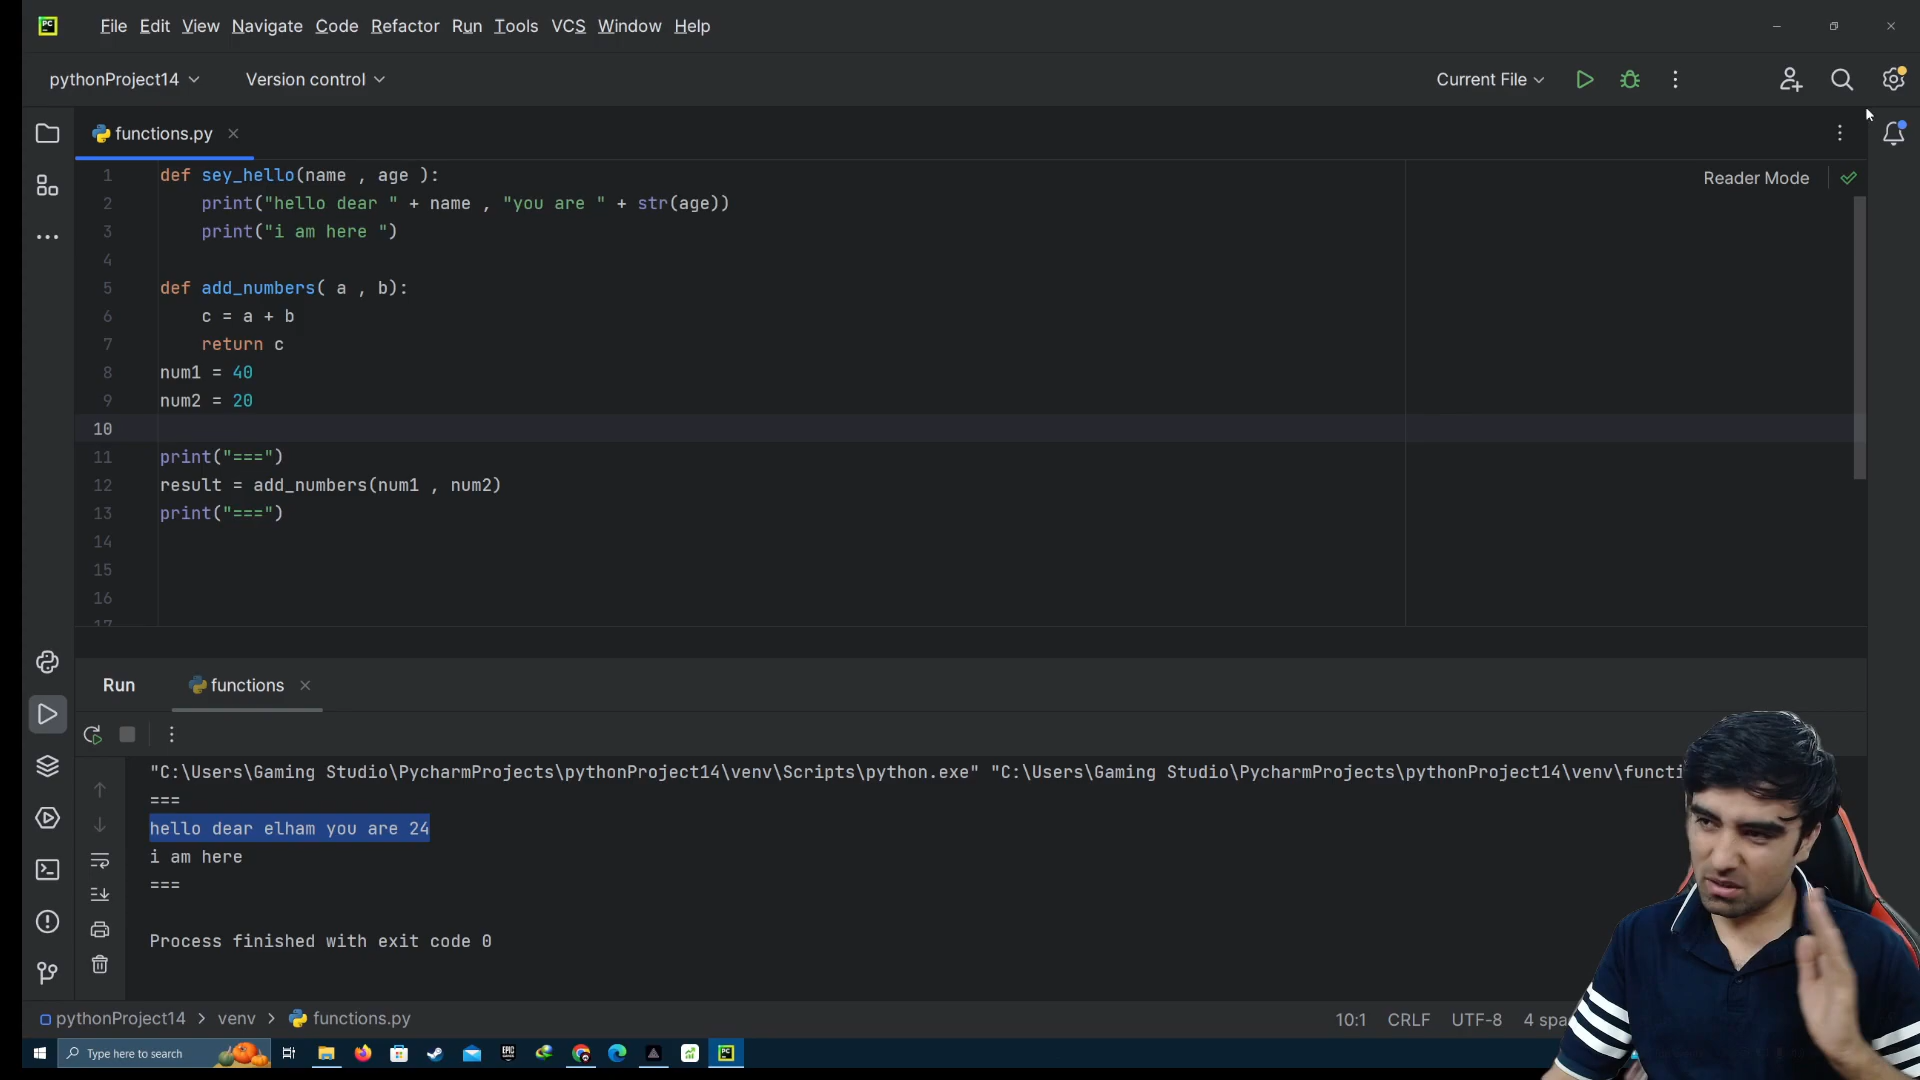 File Edit View Navigate Code Refactor Run Tools VCS Window Help
pythonProject14 Version control Current File
functions.py
Reader Mode
1 def sey_hello(name , age ):
2 print("hello dear " + name , "you are " + str(age))
3 print("i am here ")
4
5 def add_numbers( a , b):
6 c = a + b
7 return c
8 num1 = 40
9 num2 = 20
10
11 print("===")
12 result = add_numbers(num1 , num2)
13 print("===")
14
15
16
17
Run functions
"C:\Users\Gaming Studio\PycharmProjects\pythonProject14\venv\Scripts\python.exe" "C:\Users\Gaming Studio\PycharmProjects\pythonProject14\venv\functi
===
hello dear elham you are 24
i am here
===
Process finished with exit code 0
pythonProject14 > venv > functions.py 10:1 CRLF UTF-8 4 spa
Type here to search